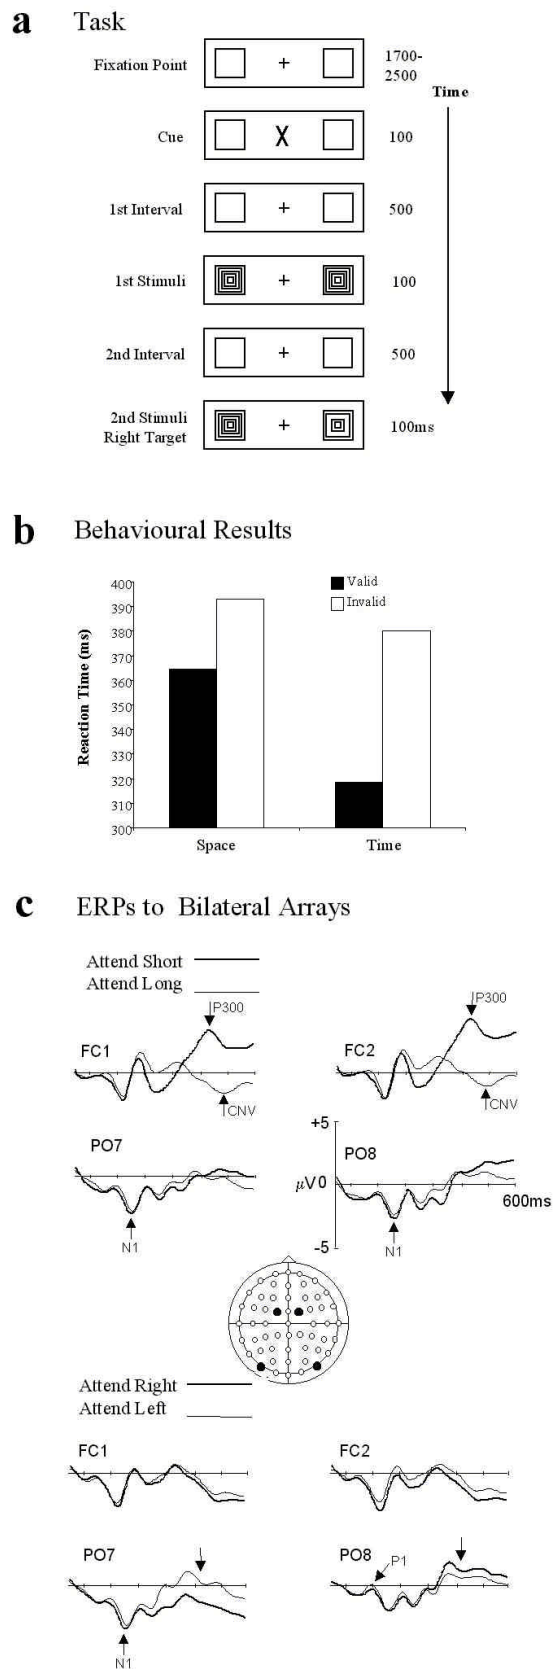 a Task
Fixation Point
1700-
2500
Time
Cue
X
100
1st Interval
500
1st Stimuli
100
2nd Interval
500
2nd Stimuli
Right Target
100ms
b Behavioural Results
Reaction Time (ms)
400
390
380
370
360
350
340
330
320
310
300
Valid
Invalid
Space
Time
c ERPs to Bilateral Arrays
Attend Short
Attend Long
P300
P300
FC1
FC2
CNV
CNV
PO7
+5
PO8
µV 0
600ms
N1
N1
-5
Attend Right
Attend Left
FC1
FC2
PO7
PO8
P1
N1